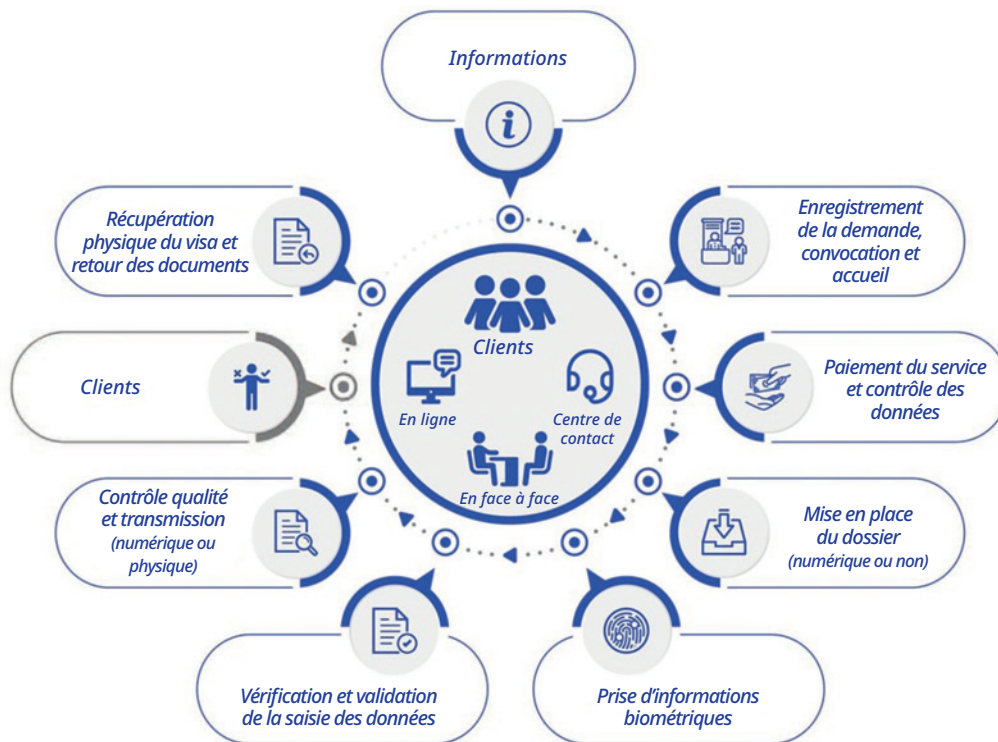 Informations
Enregistrement
de la demande,
convocation et
accueil
Paiement du service
et contrôle des
données
Mise en place
du dossier
(numérique ou non)
Prise d'informations
biométriques
Vérification et validation
de la saisie des données
Contrôle qualité
et transmission
(numérique ou
physique)
Clients
Récupération
physique du visa et
retour des documents
Clients
En ligne
Centre de
contact
En face à face